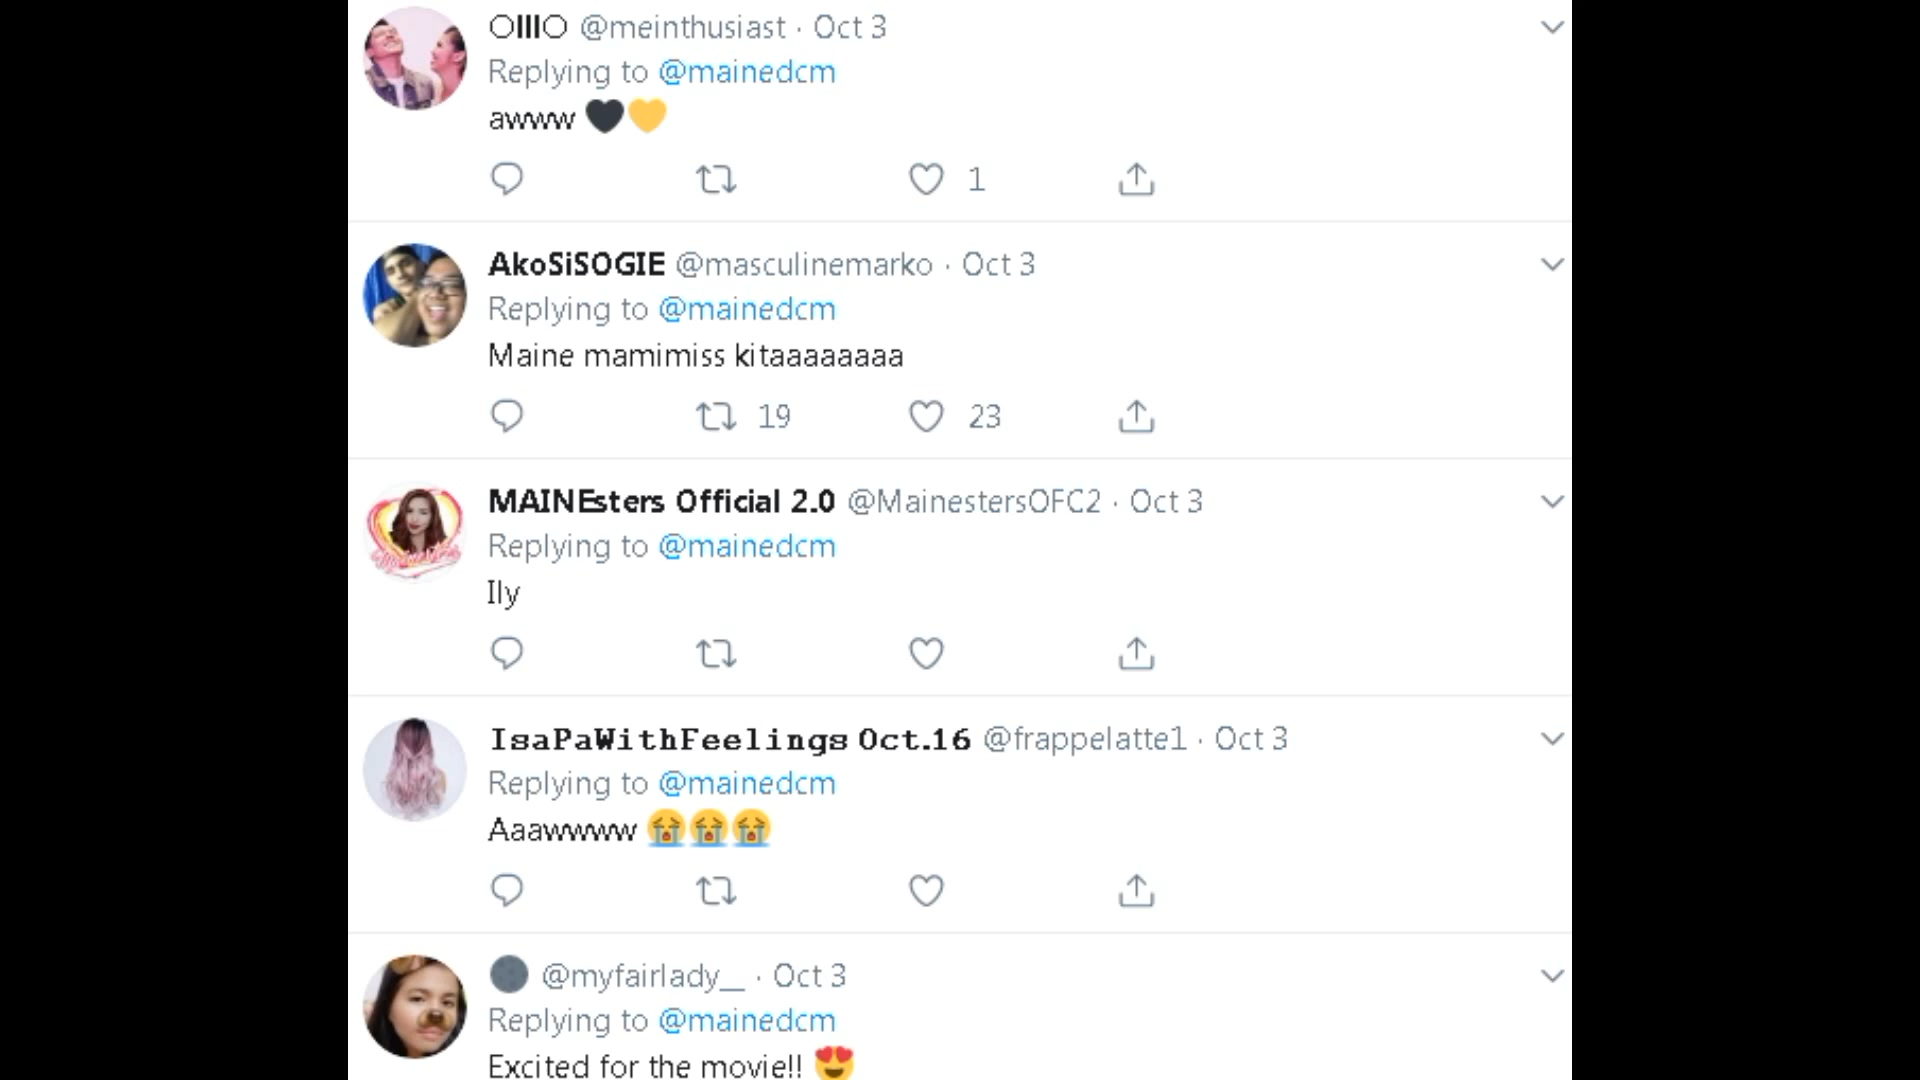 OlllO @meinthusiast · Oct 3
Replying to @mainedcm
awww 🖤💛
1
AkoSiSOGIE @masculinemarko · Oct 3
Replying to @mainedcm
Maine mamimiss kitaaaaaaaa
19 23
MAINEsters Official 2.0 @MainestersOFC2 · Oct 3
Replying to @mainedcm
Ily
IsaPaWithFeelings Oct.16 @frappelatte1 · Oct 3
Replying to @mainedcm
Aaawwww 😭😭😭
🌑 @myfairlady__ · Oct 3
Replying to @mainedcm
Excited for the movie!! 😍